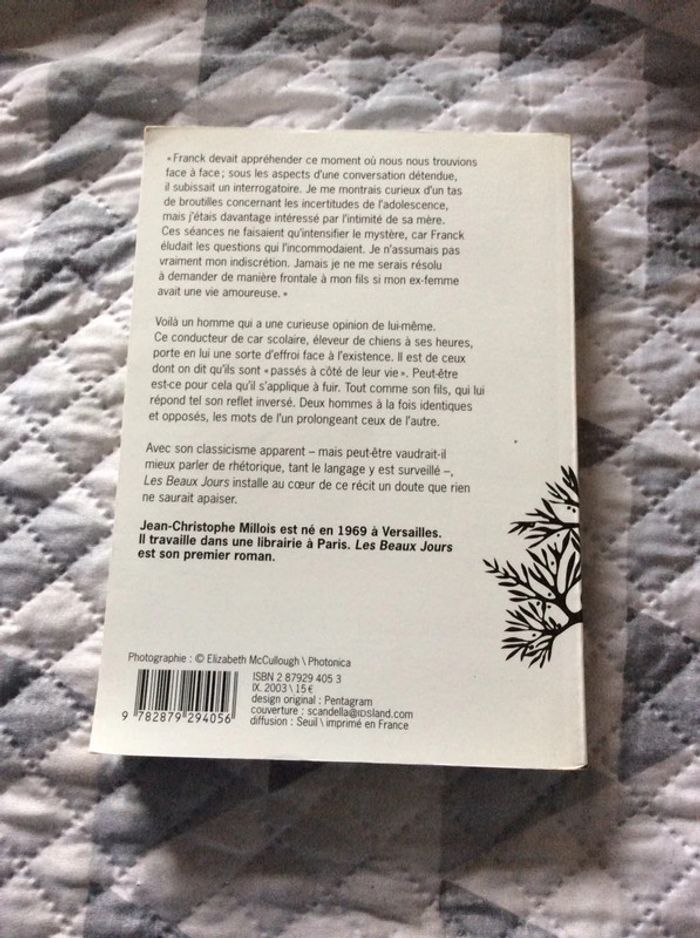 « Franck devait appréhender ce moment où nous nous trouvions
face à face ; sous les aspects d'une conversation détendue,
il subissait un interrogatoire. Je me montrais curieux d'un tas
de broutilles concernant les incertitudes de l'adolescence,
mais j'étais davantage intéressé par l'intimité de sa mère.
Ces séances ne faisaient qu'intensifier le mystère, car Franck
éludait les questions qui l'incommodaient. Je n'assumais pas
vraiment mon indiscrétion. Jamais je ne me serais résolu
à demander de manière frontale à mon fils si mon ex-femme
avait une vie amoureuse. »
Voilà un homme qui a une curieuse opinion de lui-même.
Ce conducteur de car scolaire, éleveur de chiens à ses heures,
porte en lui une sorte d'effroi face à l'existence. Il est de ceux
dont on dit qu'ils sont « passés à côté de leur vie ». Peut-être
est-ce pour cela qu'il s'applique à fuir. Tout comme son fils, qui lui
répond tel son reflet inversé. Deux hommes à la fois identiques
et opposés, les mots de l'un prolongeant ceux de l'autre.
Avec son classicisme apparent – mais peut-être vaudrait-il
mieux parler de rhétorique, tant le langage y est surveillé –,
Les Beaux Jours installe au cœur de ce récit un doute que rien
ne saurait apaiser.
Jean-Christophe Millois est né en 1969 à Versailles.
Il travaille dans une librairie à Paris. Les Beaux Jours
est son premier roman.
Photographie : © Elizabeth McCullough \ Photonica
ISBN 2 87929 405 3
IX. 2003 \ 15 €
design original : Pentagram
couverture : scandella@iDSland.com
diffusion : Seuil \ imprimé en France
9 782879 294056